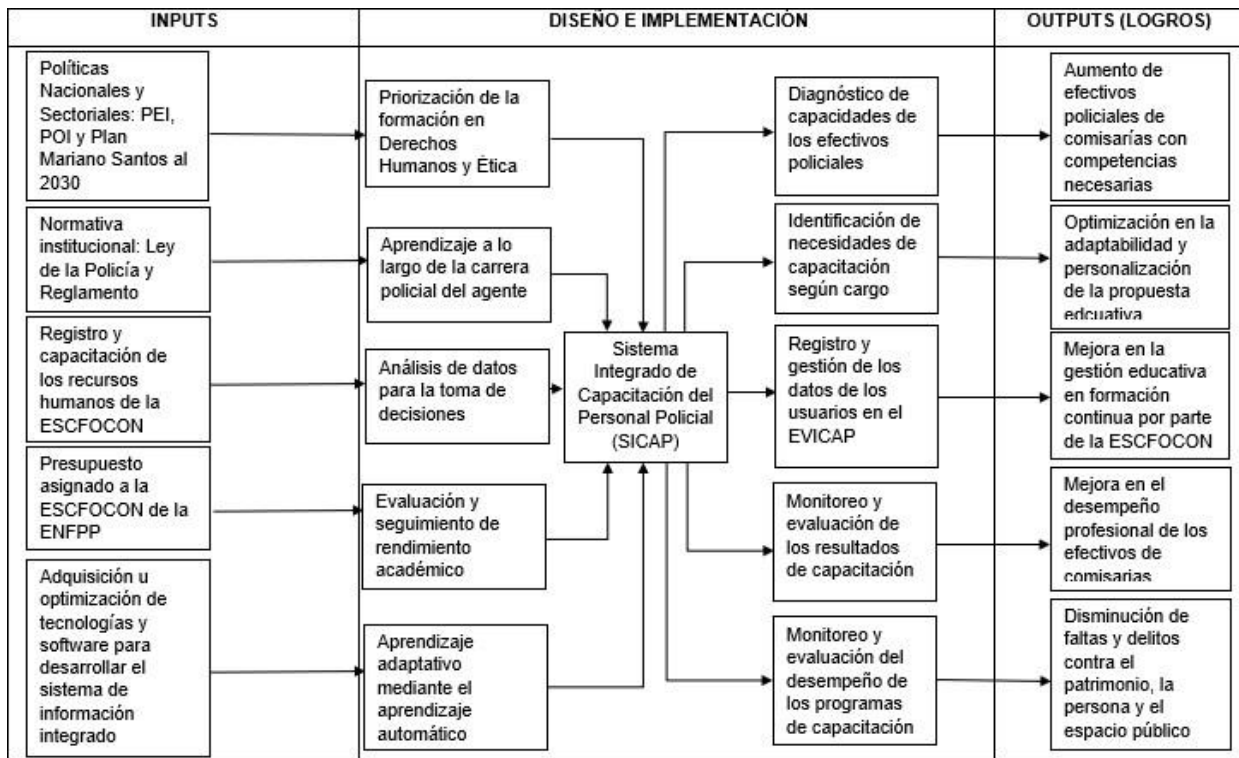 INPUTS
DISEÑO E IMPLEMENTACIÓN
OUTPUTS (LOGROS)
Políticas
Nacionales y
Sectoriales: PEI,
POI y Plan
Mariano Santos al
2030
Normativa
institucional: Ley
de la Policía y
Reglamento
Registro y
capacitación de
los recursos
humanos de la
ESCFOCON
Presupuesto
asignado a la
ESCFOCON de la
ENFPP
Adquisición u
optimización de
tecnologías y
software para
desarrollar el
sistema de
información
integrado
Priorización de la
formación en
Derechos
Humanos y Ética
Aprendizaje a lo
largo de la carrera
policial del agente
Análisis de datos
para la toma de
decisiones
Evaluación y
seguimiento de
rendimiento
académico
Aprendizaje
adaptativo
mediante el
aprendizaje
automático
Sistema
Integrado de
Capacitación del
Personal Policial
(SICAP)
Diagnóstico de
capacidades de
los efectivos
policiales
Identificación de
necesidades de
capacitación
según cargo
Registro y
gestión de los
datos de los
usuarios en el
EVICAP
Monitoreo y
evaluación de
los resultados
de capacitación
Monitoreo y
evaluación del
desempeño de
los programas
de capacitación
Aumento de
efectivos
policiales de
comisarías con
competencias
necesarias
Optimización en la
adaptabilidad y
personalización
de la propuesta
edcuativa
Mejora en la
gestión educativa
en formación
continua por parte
de la ESCFOCON
Mejora en el
desempeño
profesional de los
efectivos de
comisarias
Disminución de
faltas y delitos
contra el
patrimonio, la
persona y el
espacio público